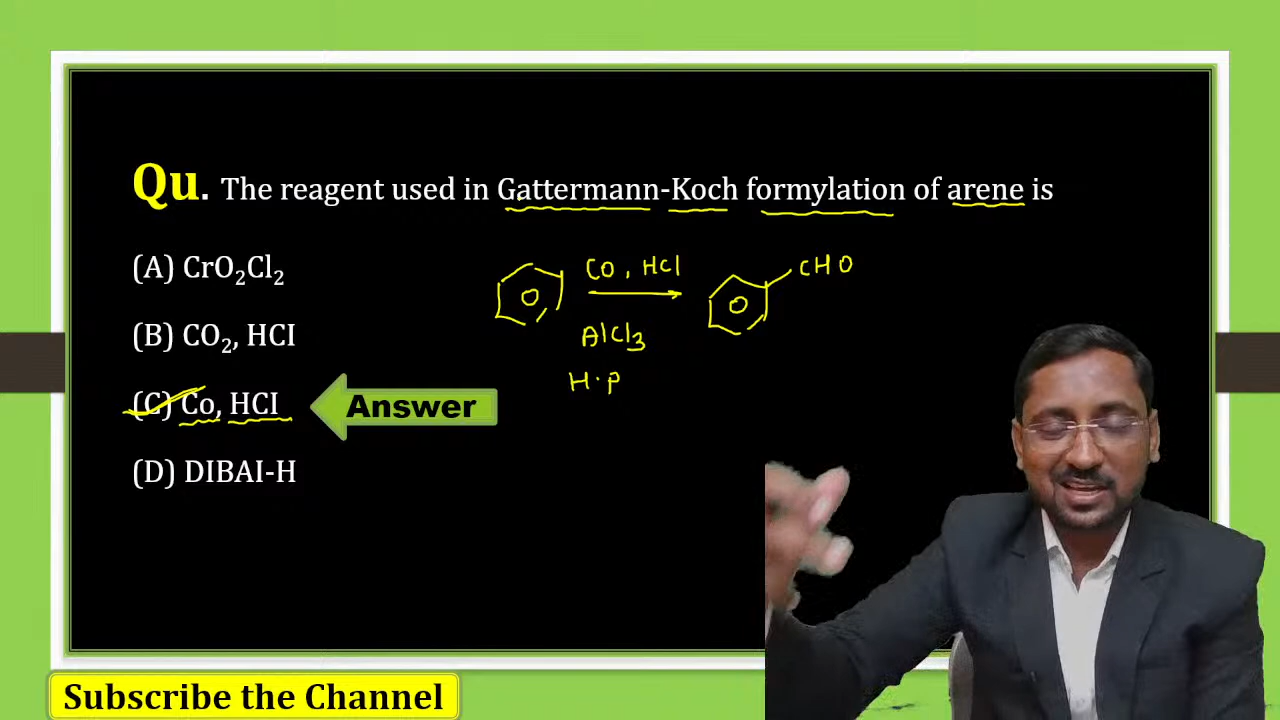 Qu. The reagent used in Gattermann-Koch formylation of arene is
(A) CrO₂Cl₂
(B) CO₂, HCI
(C) Co, HCI
Answer
(D) DIBAI-H
CO, HCl
AlCl₃
H.P
CHO
Subscribe the Channel